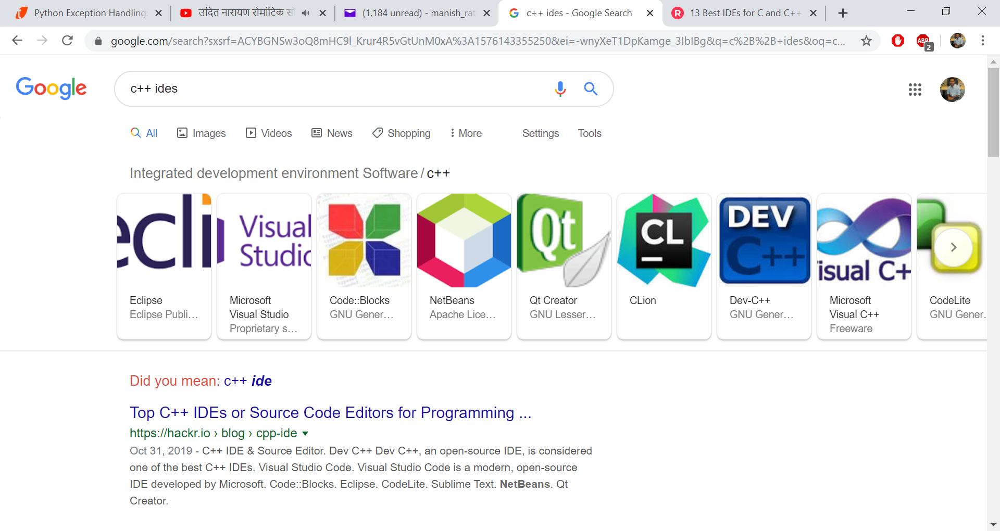 Python Exception Handling:
उदित नारायण रोमांटिक सॉ
(1,184 unread) - manish_rat
c++ ides - Google Search
13 Best IDEs for C and C++
google.com/search?sxsrf=ACYBGNSw3oQ8mHC9l_Krur4R5vGtUnM0xA%3A1576143355250&ei=-wnyXeT1DpKamge_3IbIBg&q=c%2B%2B+ides&oq=c...
ABP
2
Google
c++ ides
All
Images
Videos
News
Shopping
More
Settings
Tools
Integrated development environment Software / c++
ecli
Visual
Studio
Qt
CL
DEV
C++
isual C+
Eclipse
Eclipse Publi...
Microsoft
Visual Studio
Proprietary s...
Code::Blocks
GNU Gener...
NetBeans
Apache Lice...
Qt Creator
GNU Lesser...
CLion
Dev-C++
GNU Gener...
Microsoft
Visual C++
Freeware
CodeLite
GNU Gener.
Did you mean: c++ ide
Top C++ IDEs or Source Code Editors for Programming ...
https://hackr.io › blog › cpp-ide
Oct 31, 2019 - C++ IDE & Source Editor. Dev C++ Dev C++, an open-source IDE, is considered
one of the best C++ IDEs. Visual Studio Code. Visual Studio Code is a modern, open-source
IDE developed by Microsoft. Code::Blocks. Eclipse. CodeLite. Sublime Text. NetBeans. Qt
Creator.